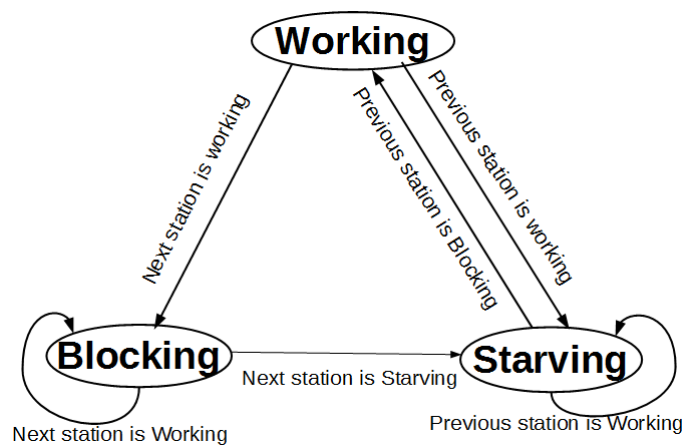 Working
Next station is working
Previous station is Blocking
Previous station is working
Blocking
Starving
Next station is Starving
Next station is Working
Previous station is Working